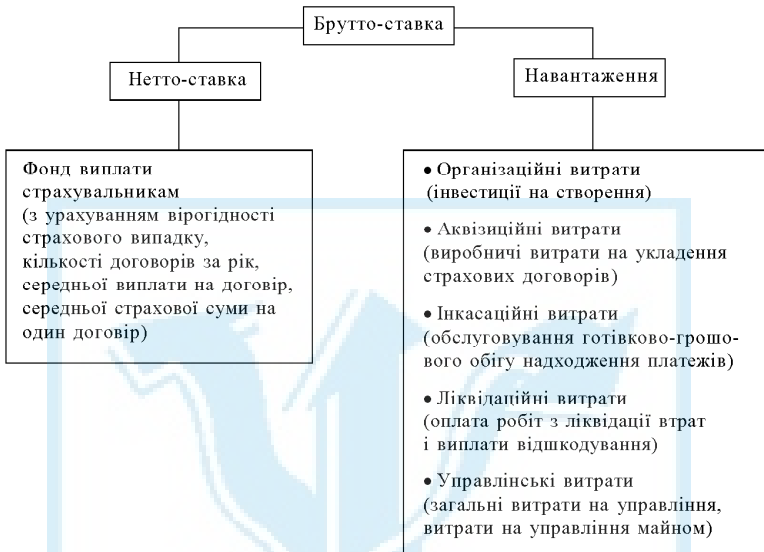 Брутто-ставка
Нетто-ставка
Навантаження
Фонд виплати
страхувальникам
(з урахуванням вірогідності
страхового випадку,
кількості договорів за рік,
середньої виплати на договір,
середньої страхової суми на
один договір)
• Організаційні витрати
(інвестиції на створення)
• Аквізиційні витрати
(виробничі витрати на укладення
страхових договорів)
• Інкасаційні витрати
(обслуговування готівково-грошо-
вого обігу надходження платежів)
• Ліквідаційні витрати
(оплата робіт з ліквідації втрат
і виплати відшкодування)
• Управлінські витрати
(загальні витрати на управління,
витрати на управління майном)